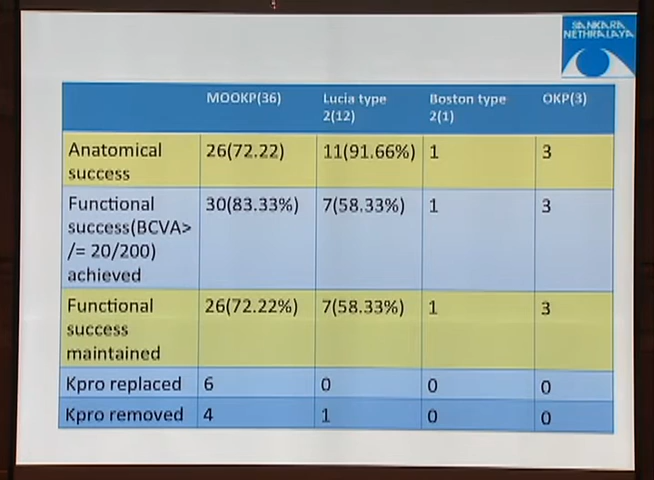 SANKARA
NETHRALAYA
MOOKP(36) Lucia type 2(12) Boston type 2(1) OKP(3)
Anatomical success 26(72.22) 11(91.66%) 1 3
Functional success(BCVA>/= 20/200) achieved 30(83.33%) 7(58.33%) 1 3
Functional success maintained 26(72.22%) 7(58.33%) 1 3
Kpro replaced 6 0 0 0
Kpro removed 4 1 0 0